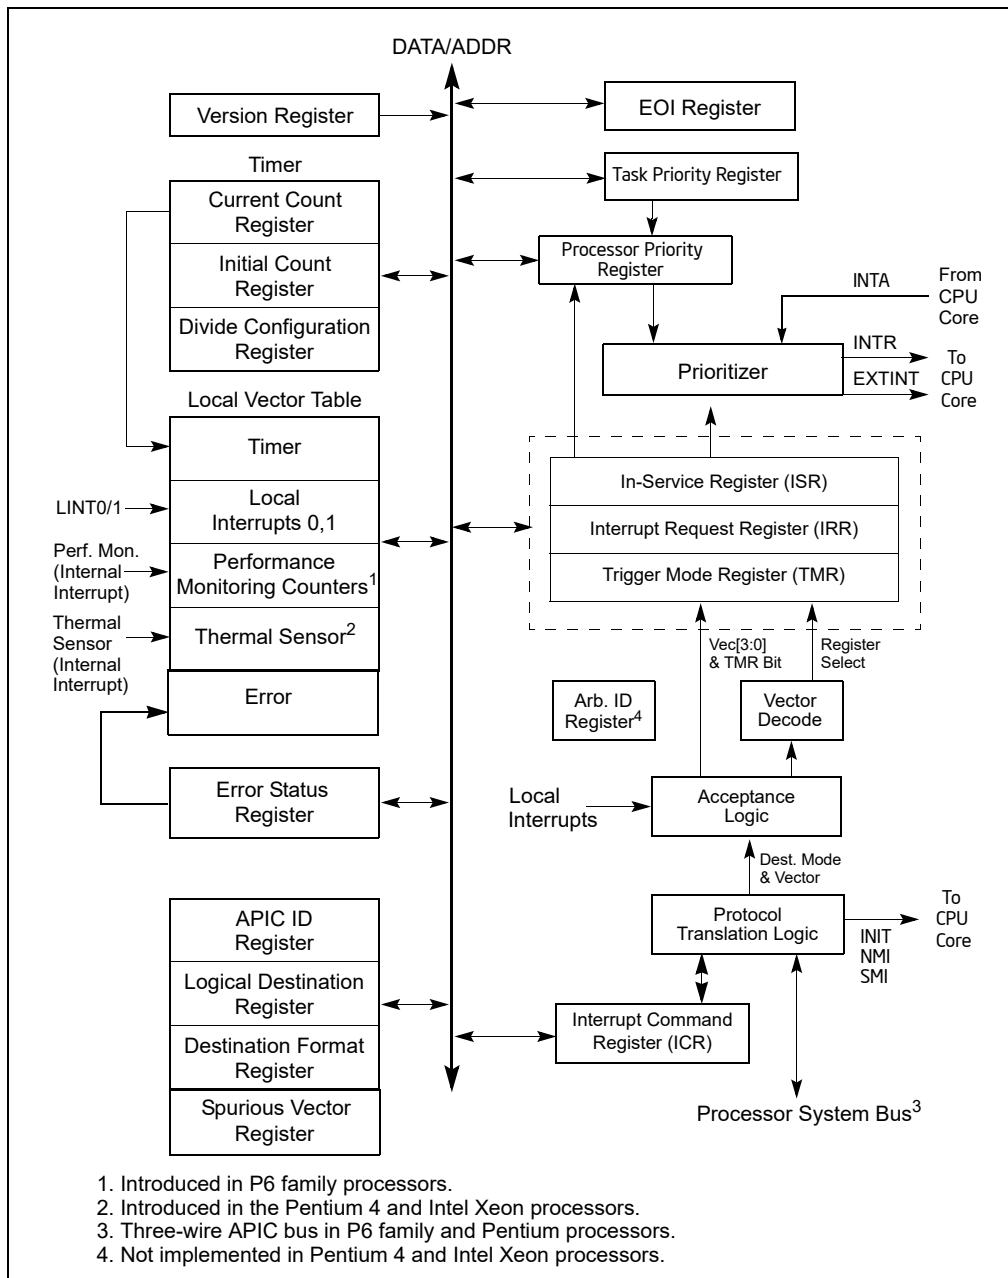 DATA/ADDR
Version Register
EOI Register
Timer
Task Priority Register
Current Count
Register
Initial Count
Register
Divide Configuration
Register
Processor Priority
Register
INTA
From
CPU
Core
Prioritizer
INTR
EXTINT
To
CPU
Core
Local Vector Table
Timer
LINT0/1
Local
Interrupts 0,1
Perf. Mon.
(Internal
Interrupt)
Performance
Monitoring Counters1
Thermal
Sensor
(Internal
Interrupt)
Thermal Sensor2
Error
In-Service Register (ISR)
Interrupt Request Register (IRR)
Trigger Mode Register (TMR)
Vec[3:0]
& TMR Bit
Register
Select
Arb. ID
Register4
Vector
Decode
Error Status
Register
Local
Interrupts
Acceptance
Logic
Dest. Mode
& Vector
Protocol
Translation Logic
To
CPU
Core
INIT
NMI
SMI
APIC ID
Register
Logical Destination
Register
Destination Format
Register
Spurious Vector
Register
Interrupt Command
Register (ICR)
Processor System Bus3
1. Introduced in P6 family processors.
2. Introduced in the Pentium 4 and Intel Xeon processors.
3. Three-wire APIC bus in P6 family and Pentium processors.
4. Not implemented in Pentium 4 and Intel Xeon processors.